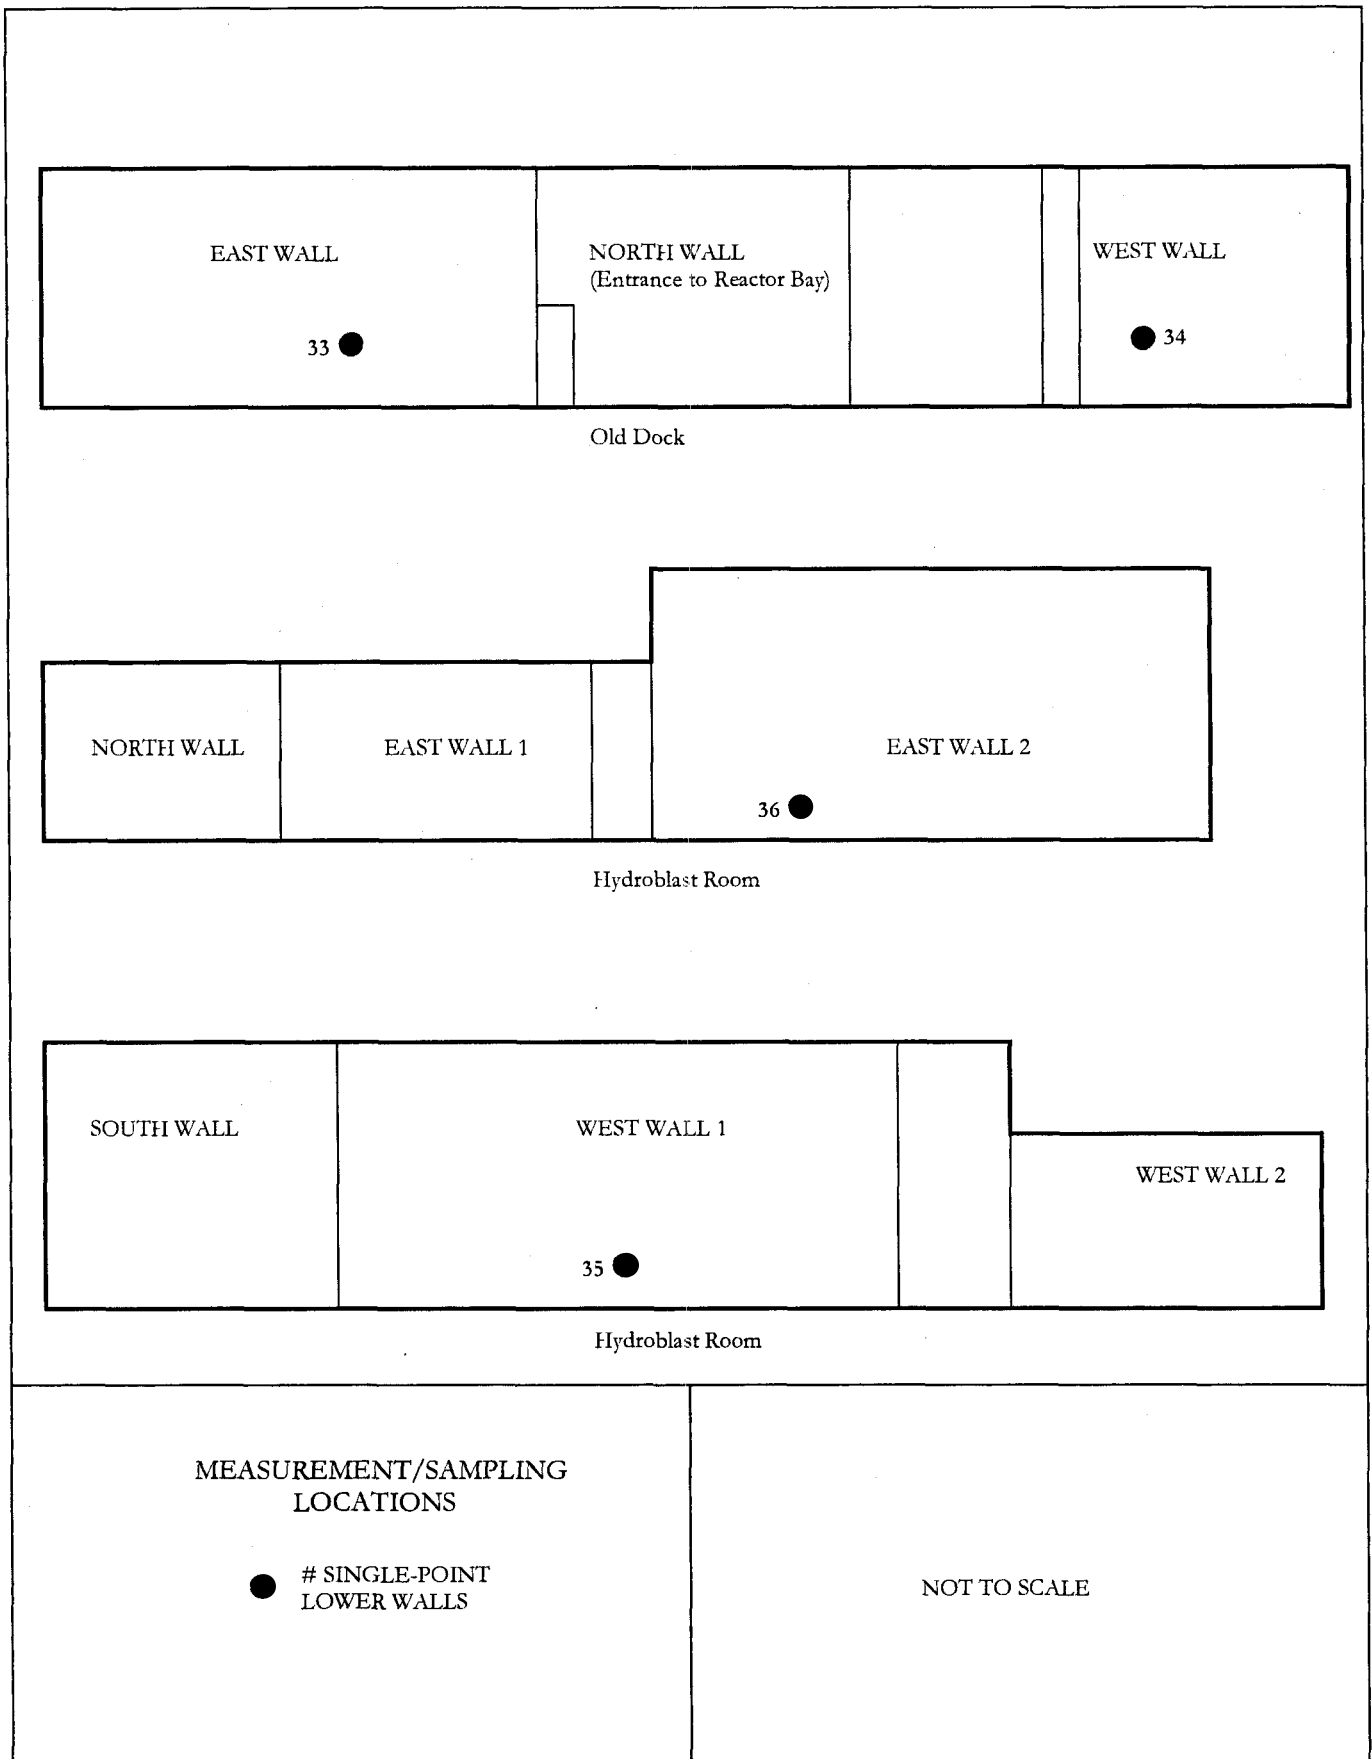 EAST WALL
NORTH WALL
(Entrance to Reactor Bay)
WEST WALL
33
34
Old Dock
NORTH WALL
EAST WALL 1
EAST WALL 2
36
Hydroblast Room
SOUTH WALL
WEST WALL 1
WEST WALL 2
35
Hydroblast Room
MEASUREMENT/SAMPLING
LOCATIONS
# SINGLE-POINT
LOWER WALLS
NOT TO SCALE